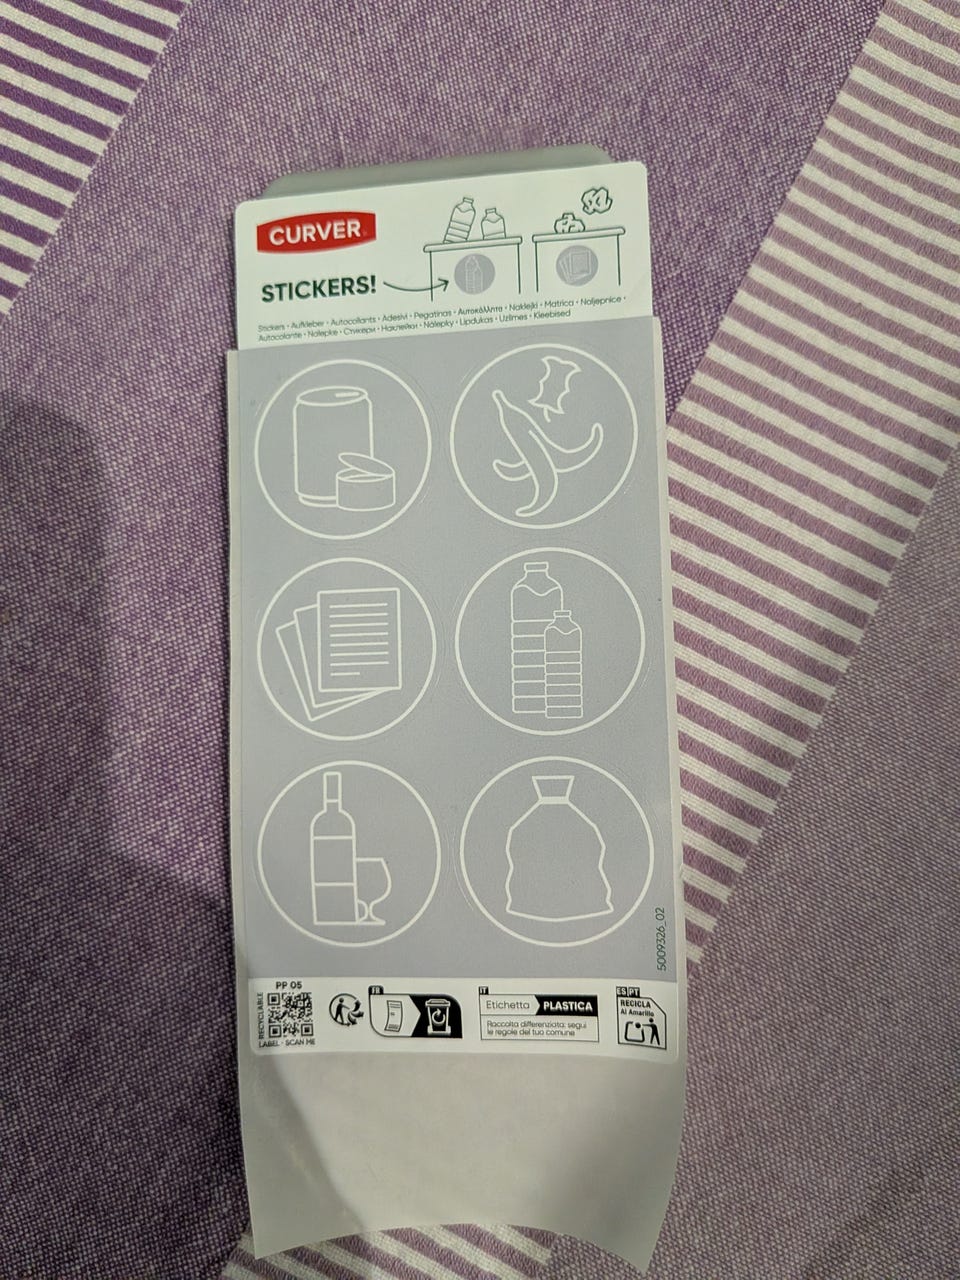 CURVER
STICKERS!
Stickers • Aufkleber • Autocollants • Adesivi • Pegatinas • Αυτοκόλλητα • Naklejki • Matrica • Naljepnice •
Autocolante • Nalepke • Стикери • Наклейки • Nálepky • Lipdukas • Uzlīmes • Kleebised
5009326_02
PP 05
RECYCLABLE
LABEL - SCAN ME
FR
IT
Etichetta PLASTICA
Raccolta differenziata: segui
le regole del tuo comune
ES PT
RECICLA
Al Amarillo